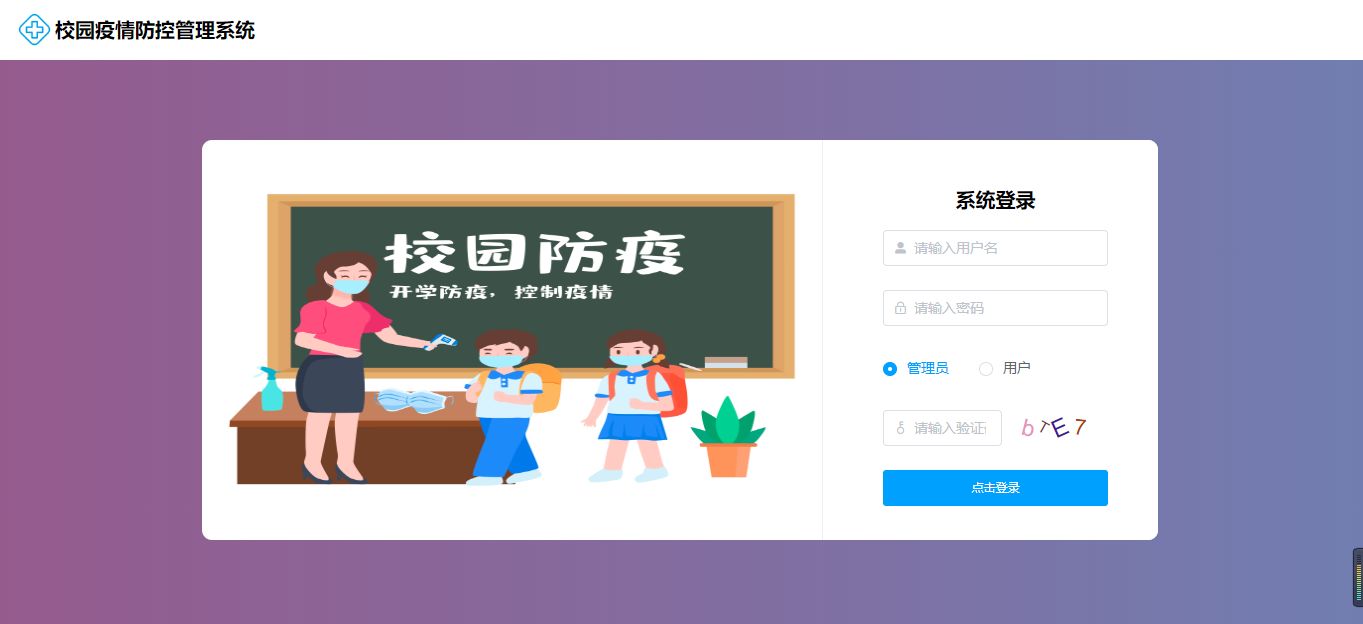 校园疫情防控管理系统
校园防疫
开学防疫，控制疫情
系统登录
请输入用户名
请输入密码
管理员 用户
请输入验证
bTE7
点击登录